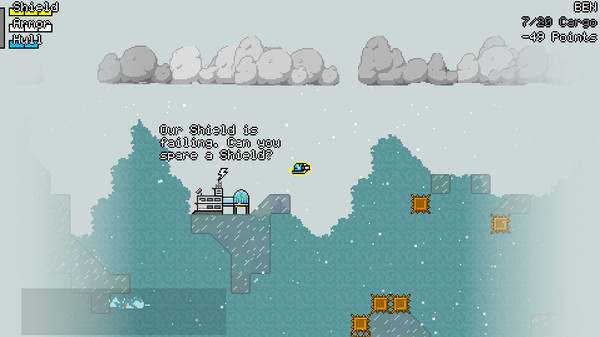 Shield
Armor
Hull
BEN
7/20 Cargo
-49 Points
Our Shield is
failing. Can you
spare a Shield?